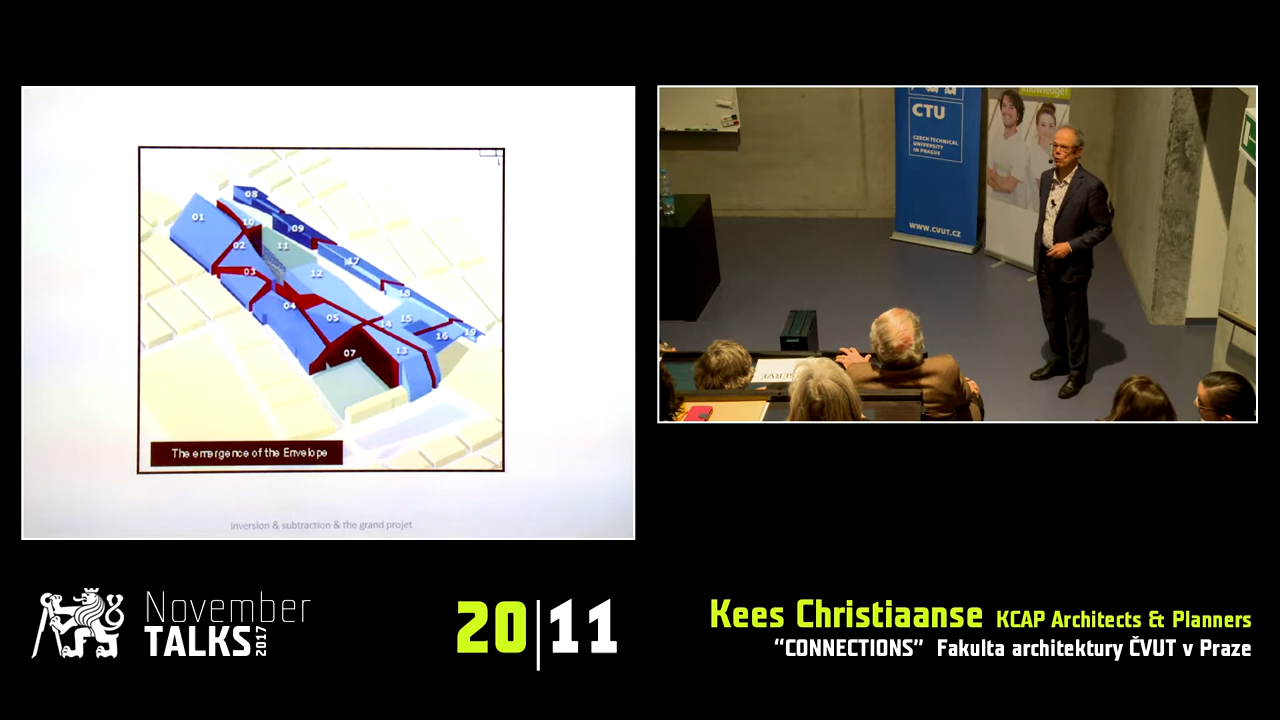 08
01
10
09
02
11
17
03
12
18
04
05
15
14
19
16
07
13
The emergence of the Envelope
inversion & subtraction & the grand projet
knowledge!
CTU
CZECH TECHNICAL
UNIVERSITY
IN PRAGUE
WWW.CVUT.CZ
November
TALKS 2017
20|11
Kees Christiaanse KCAP Architects & Planners
“CONNECTIONS” Fakulta architektury ČVUT v Praze